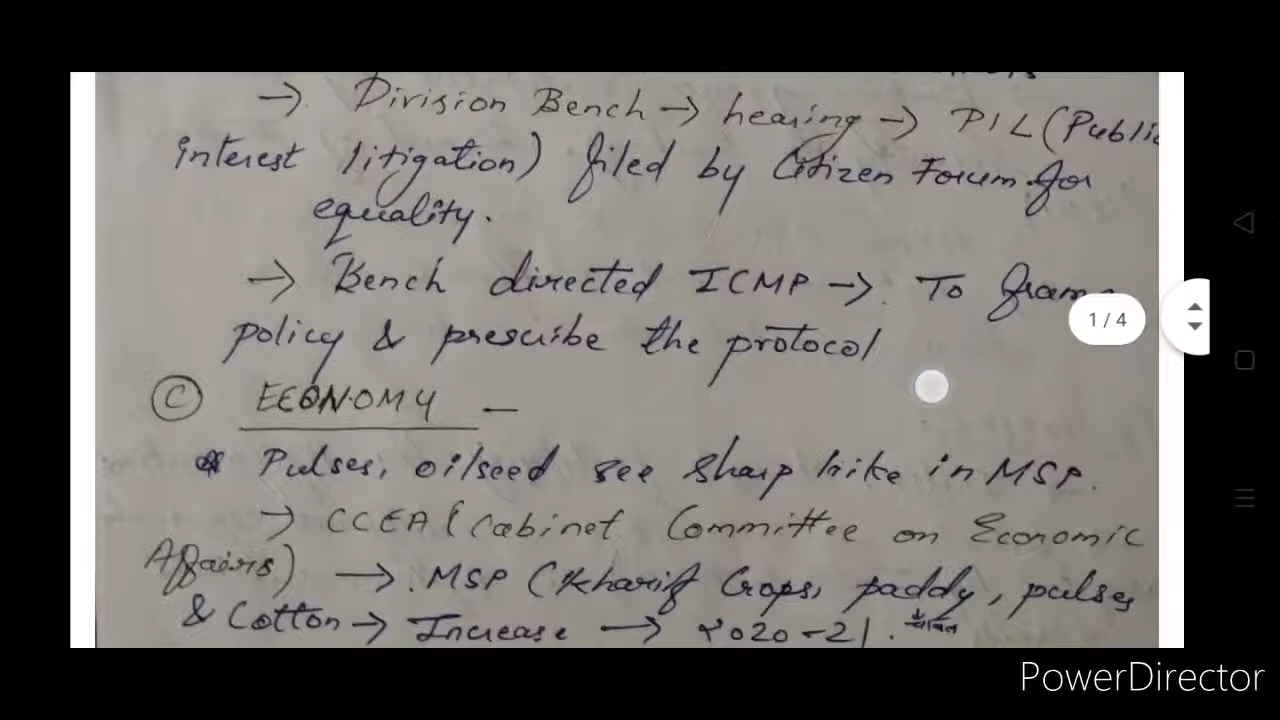 → Division Bench → hearing → PIL (Public
interest litigation) filed by Citizen Forum for
equality.
→ Bench directed ICMP → To frame
policy & prescribe the protocol
1 / 4
Ⓒ ECONOMY —
Pulses, oilseed see sharp hike in MSP.
→ CCEA (Cabinet Committee on Economic
Affairs) → MSP (Kharif Crops, paddy, pulses
& Cotton → Increase → 2020-21. चावल
PowerDirector